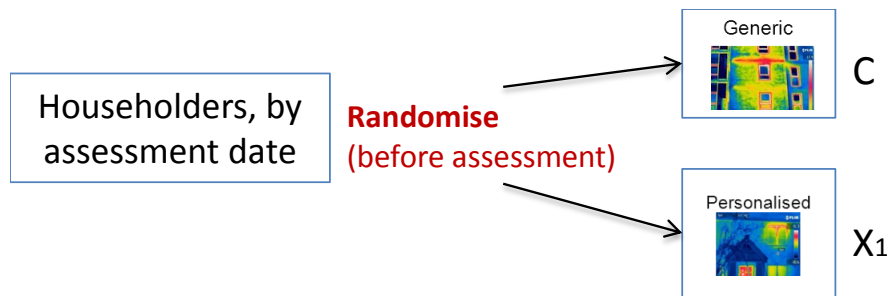 Generic
C
Householders, by
assessment date
Randomise
(before assessment)
Personalised
X1